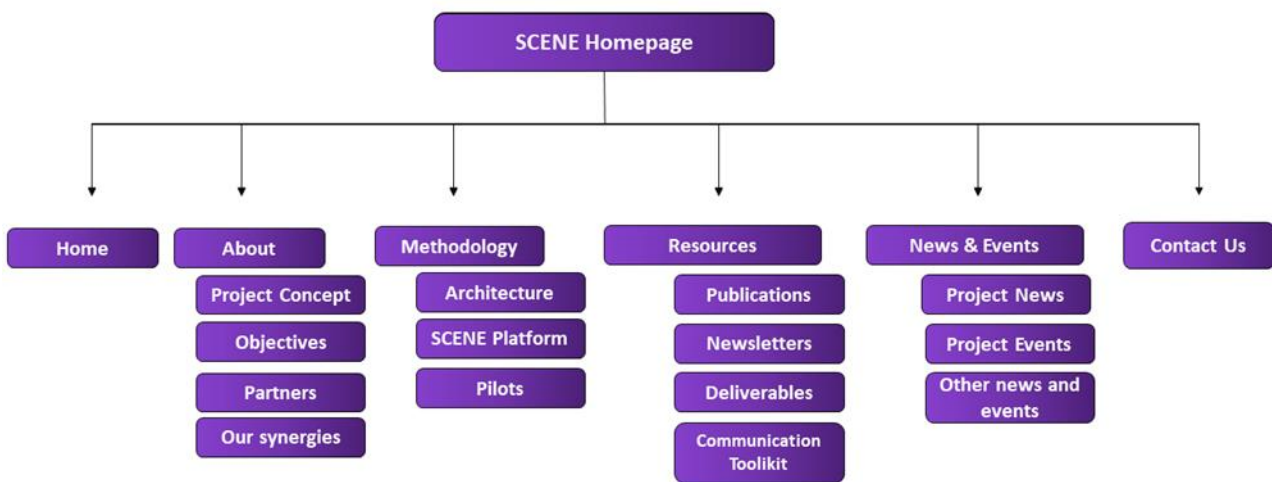 SCENE Homepage
Home
About
Project Concept
Objectives
Partners
Our synergies
Methodology
Architecture
SCENE Platform
Pilots
Resources
Publications
Newsletters
Deliverables
Communication
Toolikit
News & Events
Project News
Project Events
Other news and
events
Contact Us